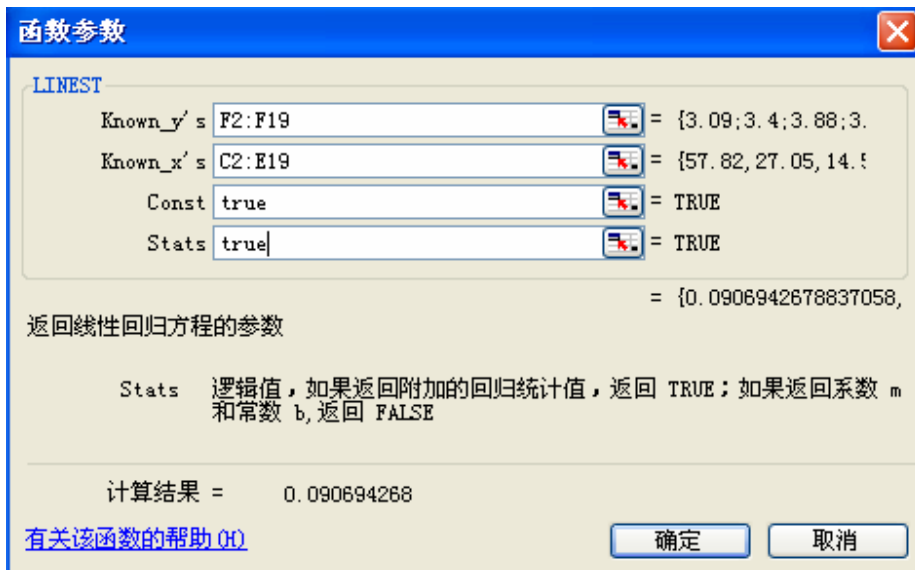 函数参数
LINEST
Known_y's F2:F19 = {3.09;3.4;3.88;3.
Known_x's C2:E19 = {57.82,27.05,14.5
Const true = TRUE
Stats true = TRUE
= {0.0906942678837058,
返回线性回归方程的参数
Stats 逻辑值，如果返回附加的回归统计值，返回 TRUE；如果返回系数 m
和常数 b,返回 FALSE
计算结果 = 0.090694268
有关该函数的帮助(H) 确定 取消